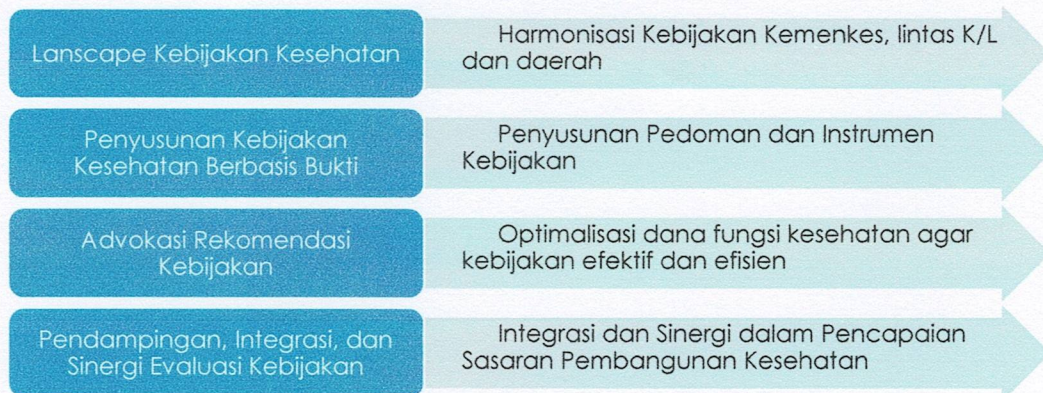 Lanscape Kebijakan Kesehatan
Harmonisasi Kebijakan Kemenkes, lintas K/L
dan daerah
Penyusunan Kebijakan
Kesehatan Berbasis Bukti
Penyusunan Pedoman dan Instrumen
Kebijakan
Advokasi Rekomendasi
Kebijakan
Optimalisasi dana fungsi kesehatan agar
kebijakan efektif dan efisien
Pendampingan, Integrasi, dan
Sinergi Evaluasi Kebijakan
Integrasi dan Sinergi dalam Pencapaian
Sasaran Pembangunan Kesehatan